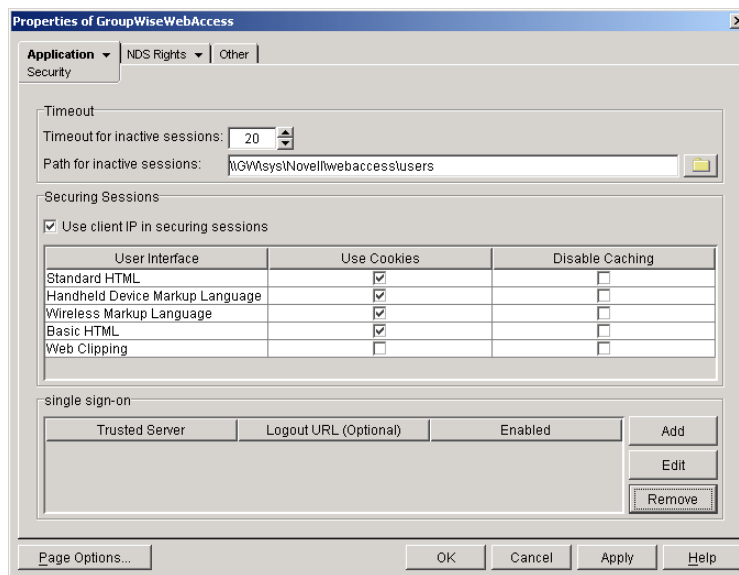 Properties of GroupWiseWebAccess
Application NDS Rights Other
Security
Timeout
Timeout for inactive sessions: 20
Path for inactive sessions: \\GW\sys\Novell\webaccess\users
Securing Sessions
Use client IP in securing sessions
User Interface Use Cookies Disable Caching
Standard HTML
Handheld Device Markup Language
Wireless Markup Language
Basic HTML
Web Clipping
single sign-on
Trusted Server Logout URL (Optional) Enabled Add
Edit
Remove
Page Options... OK Cancel Apply Help